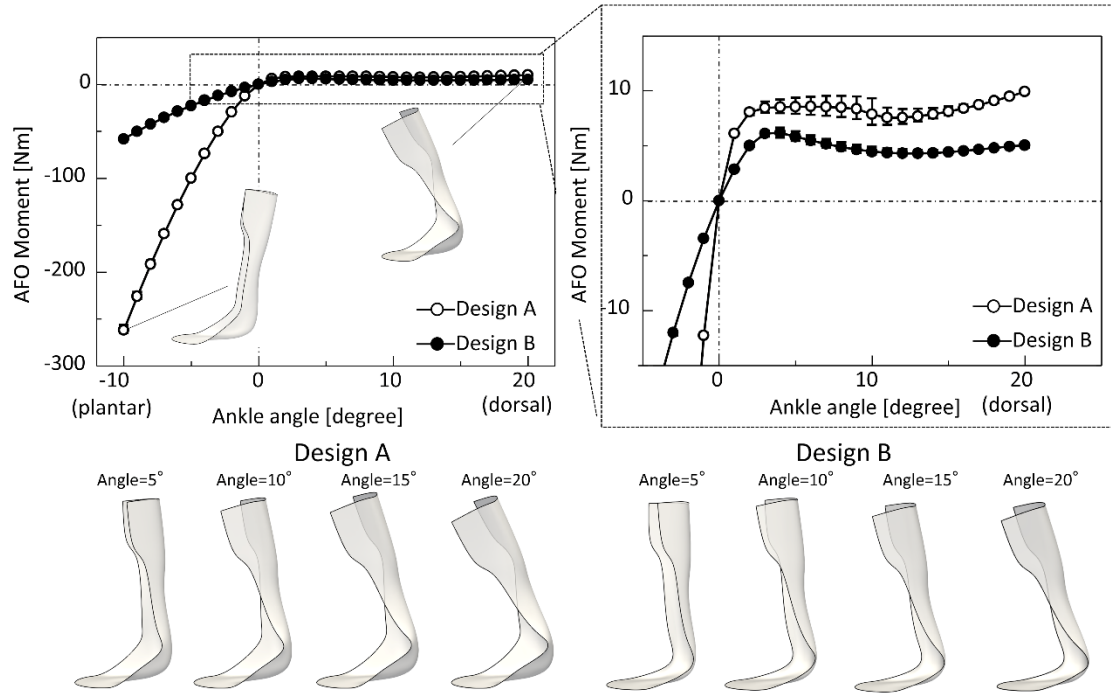 0
-100
-200
-300
AFO Moment [Nm]
Design A
Design B
-10
0
10
20
(plantar)
Ankle angle [degree]
(dorsal)
10
0
-10
AFO Moment [Nm]
Design A
Design B
0
10
20
Ankle angle [degree]
(dorsal)
Design A
Angle=5°
Angle=10°
Angle=15°
Angle=20°
Design B
Angle=5°
Angle=10°
Angle=15°
Angle=20°